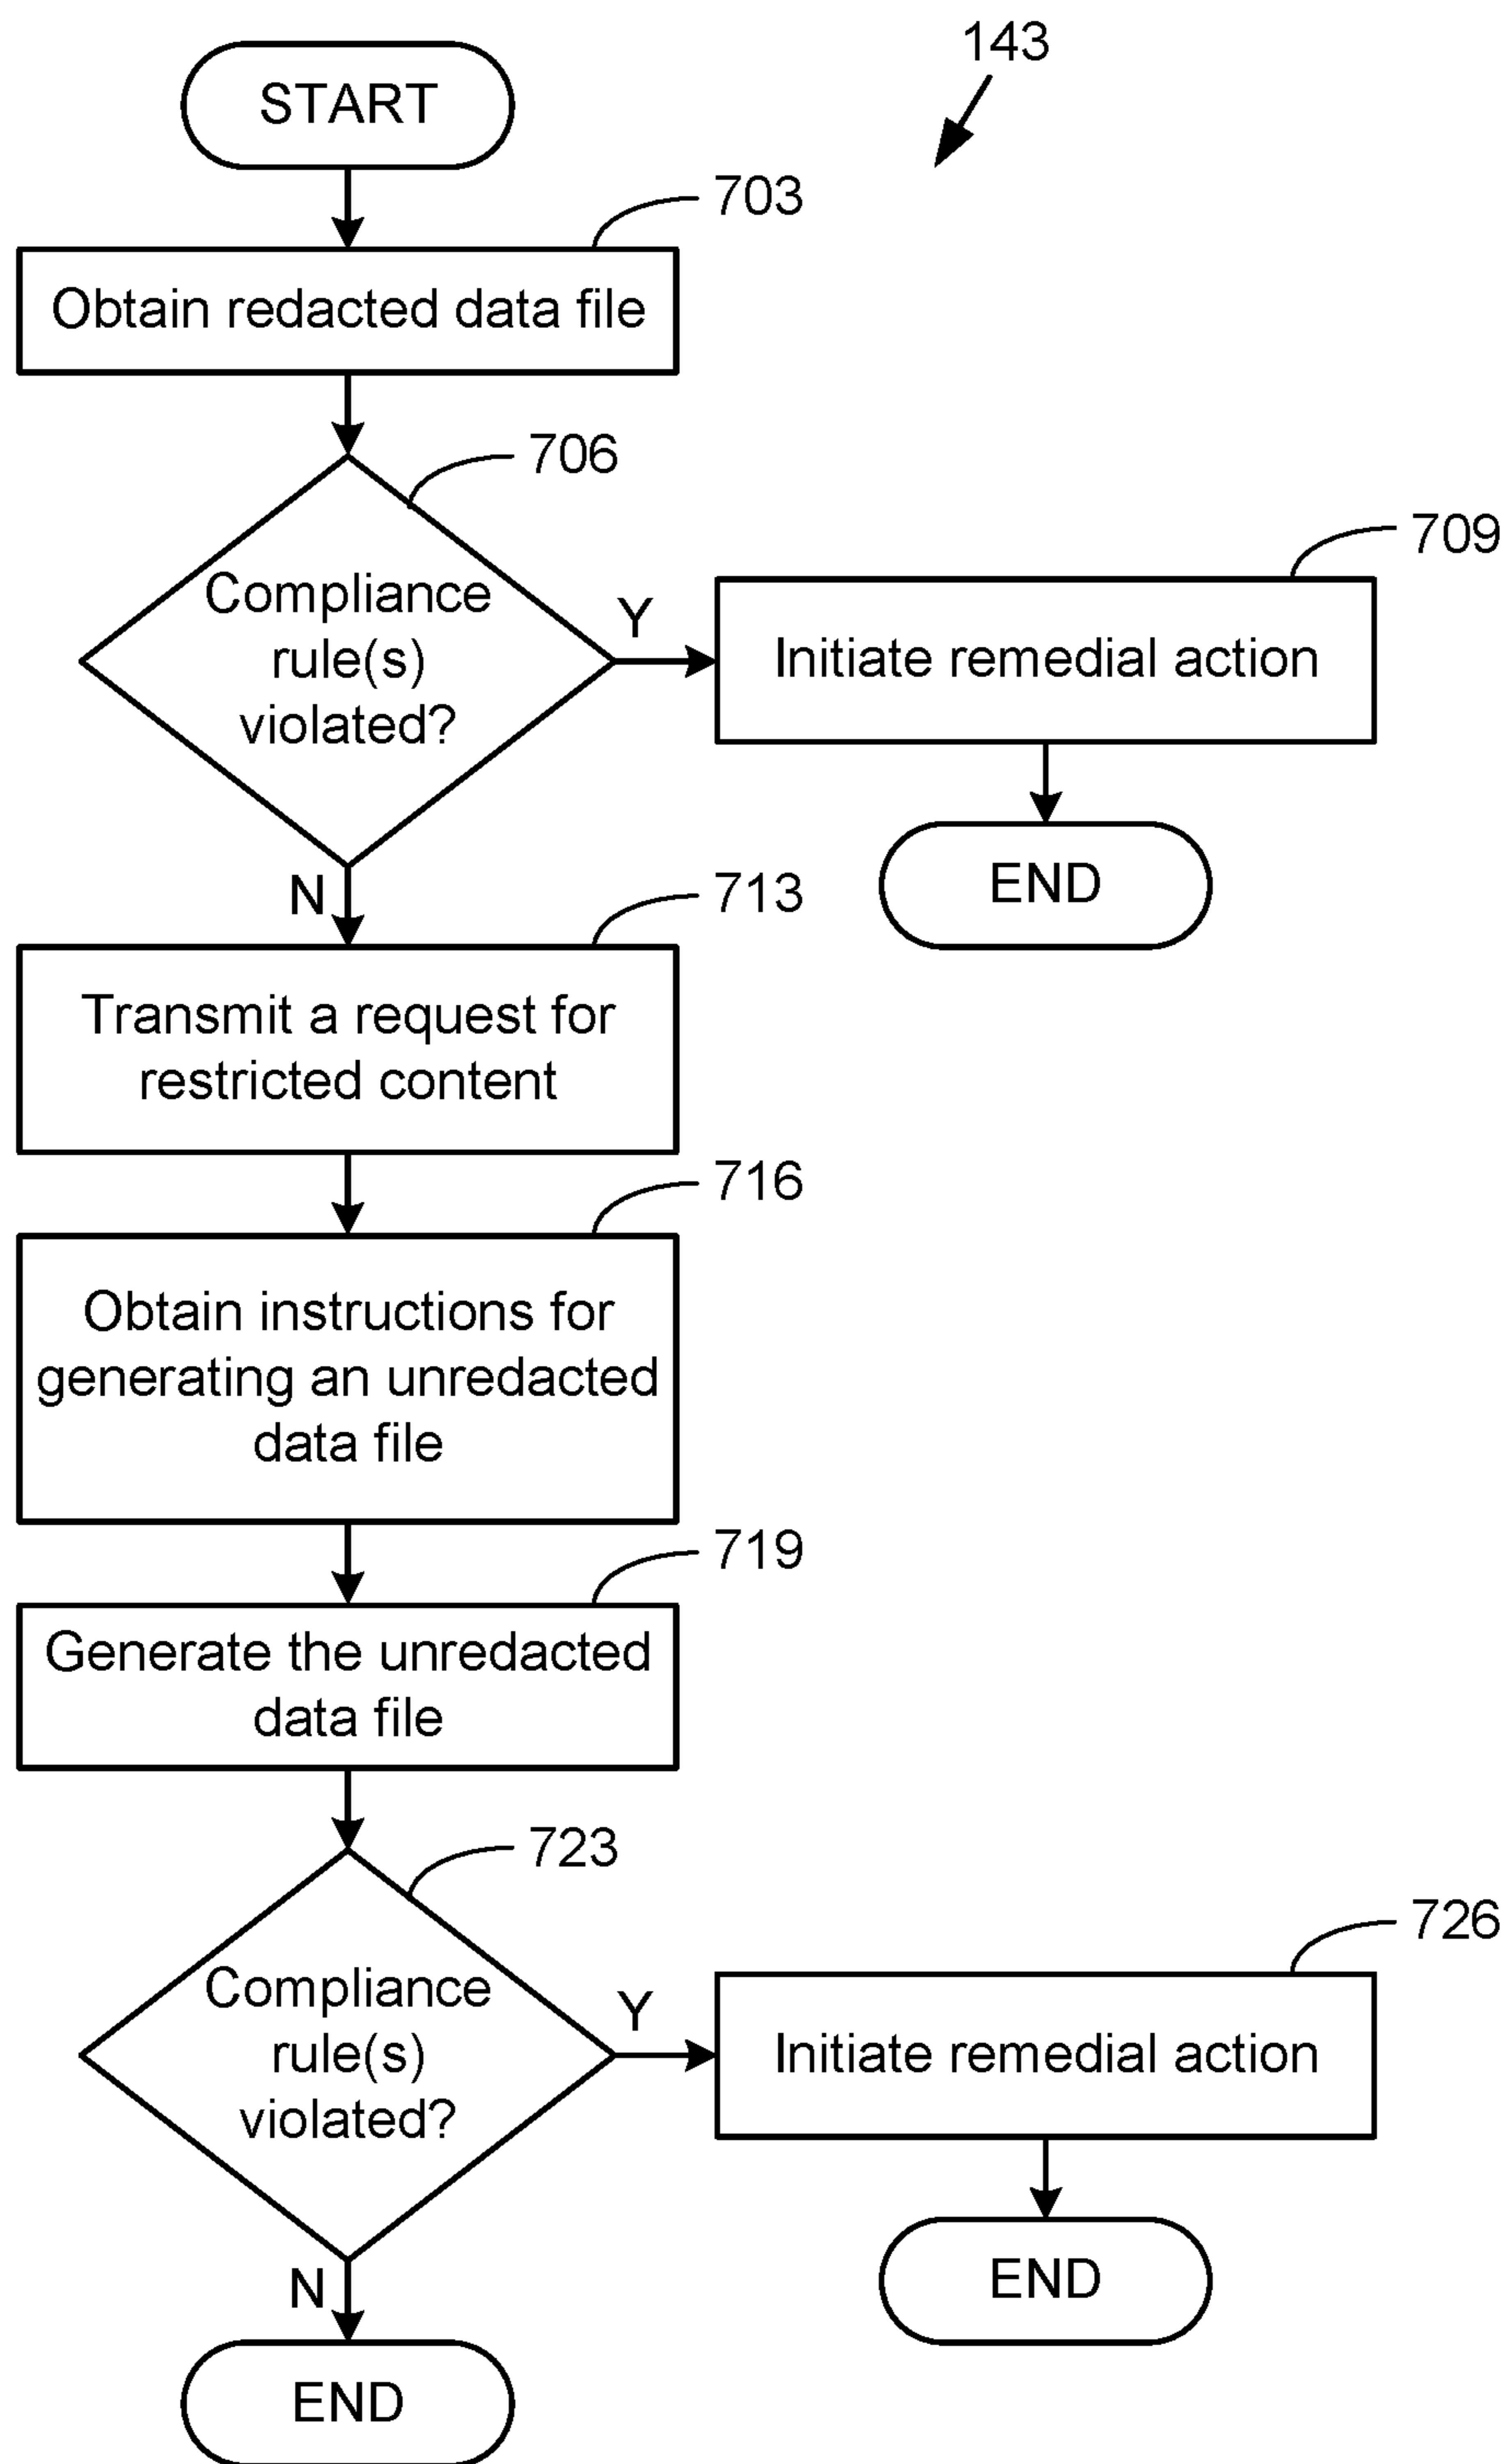 143
START
703
Obtain redacted data file
706
Compliance
rule(s)
violated?
Y
709
Initiate remedial action
END
N
713
Transmit a request for
restricted content
716
Obtain instructions for
generating an unredacted
data file
719
Generate the unredacted
data file
723
Compliance
rule(s)
violated?
Y
726
Initiate remedial action
END
N
END